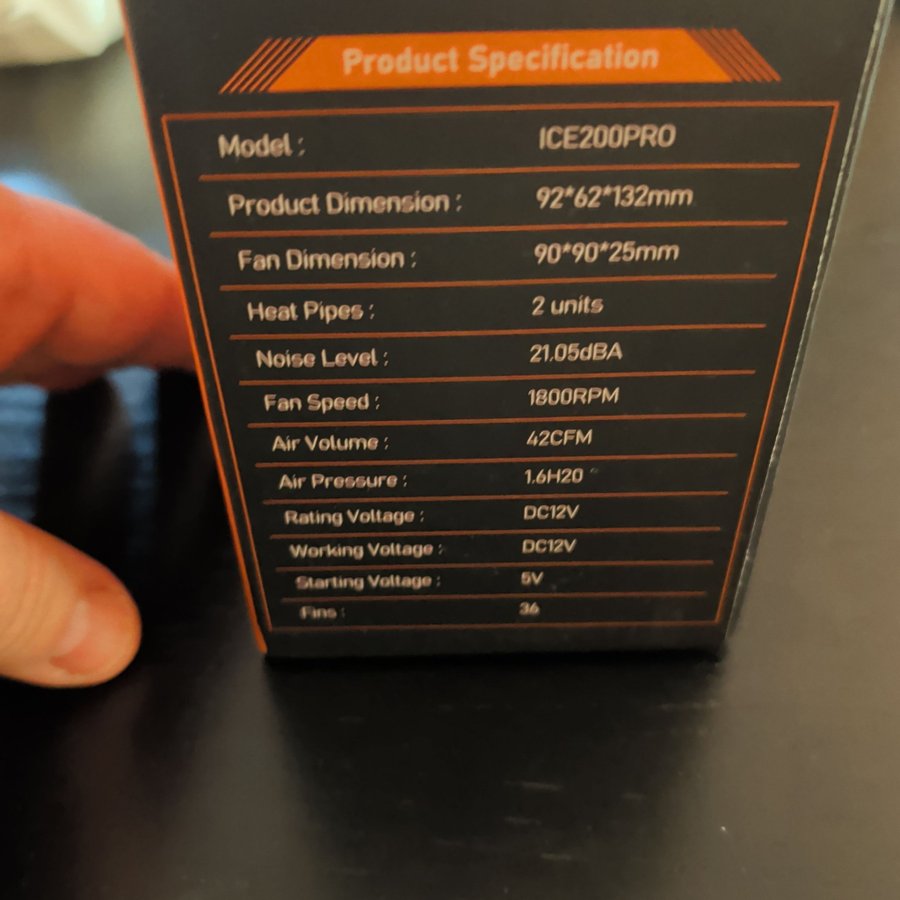 Product Specification
Model : ICE200PRO
Product Dimension : 92*62*132mm
Fan Dimension : 90*90*25mm
Heat Pipes : 2 units
Noise Level : 21.05dBA
Fan Speed : 1800RPM
Air Volume : 42CFM
Air Pressure : 1.6H20
Rating Voltage : DC12V
Working Voltage : DC12V
Starting Voltage : 5V
Fins : 36